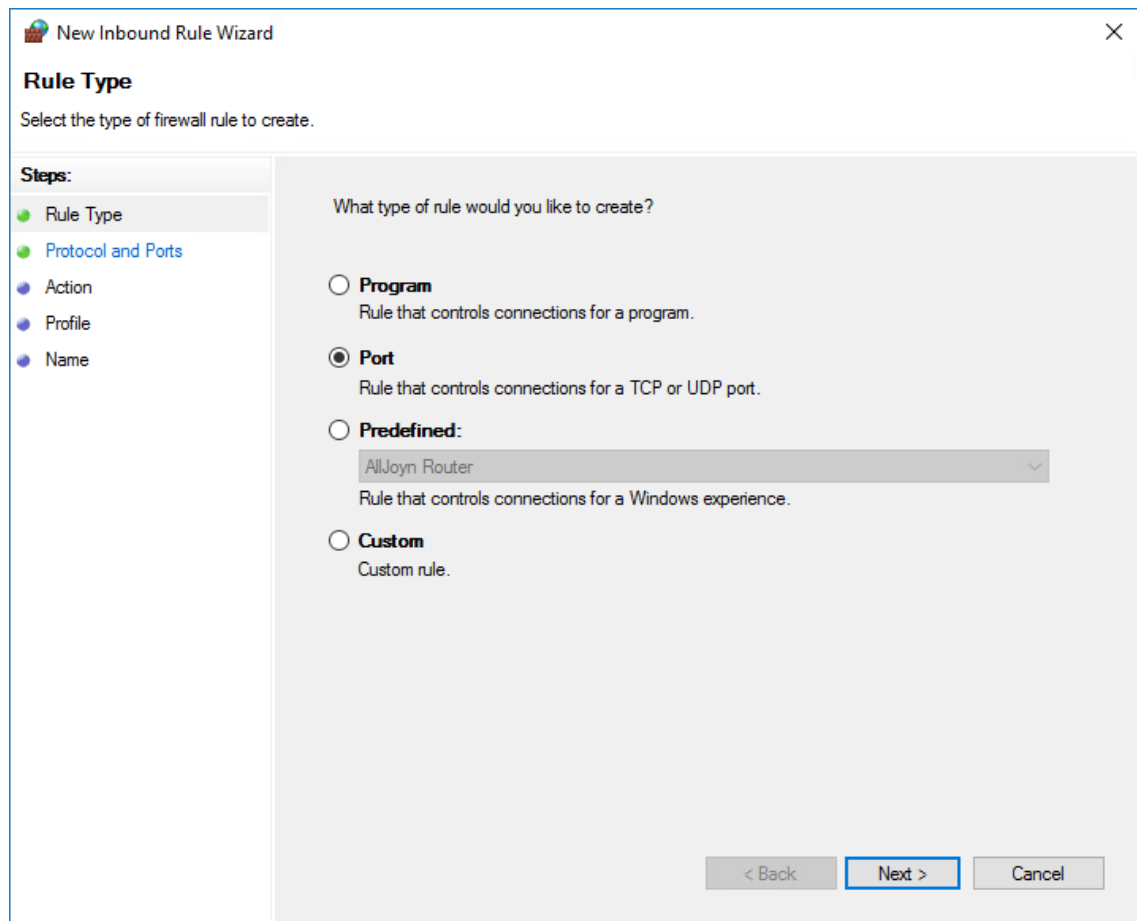 New Inbound Rule Wizard
Rule Type
Select the type of firewall rule to create.
Steps:
Rule Type
Protocol and Ports
Action
Profile
Name
What type of rule would you like to create?
Program
Rule that controls connections for a program.
Port
Rule that controls connections for a TCP or UDP port.
Predefined:
AllJoyn Router
Rule that controls connections for a Windows experience.
Custom
Custom rule.
< Back
Next >
Cancel